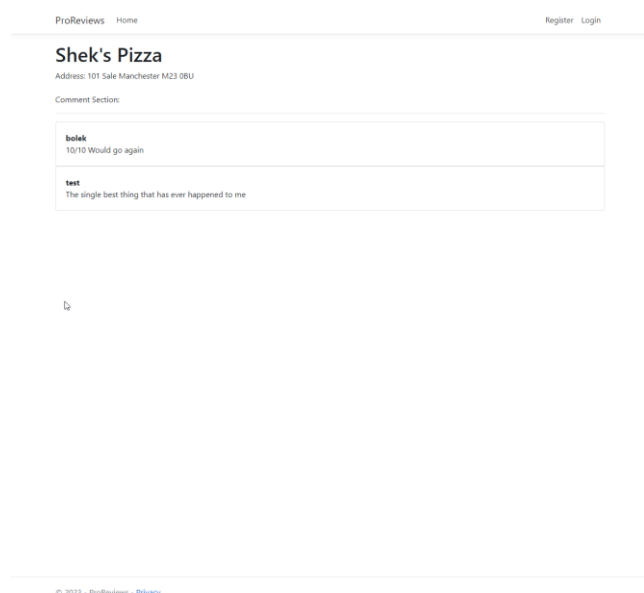 ProReviews Home Register Login
Shek's Pizza
Address: 101 Sale Manchester M23 0BU
Comment Section:
bolek
10/10 Would go again
test
The single best thing that has ever happened to me
© 2023 - ProReviews - Privacy